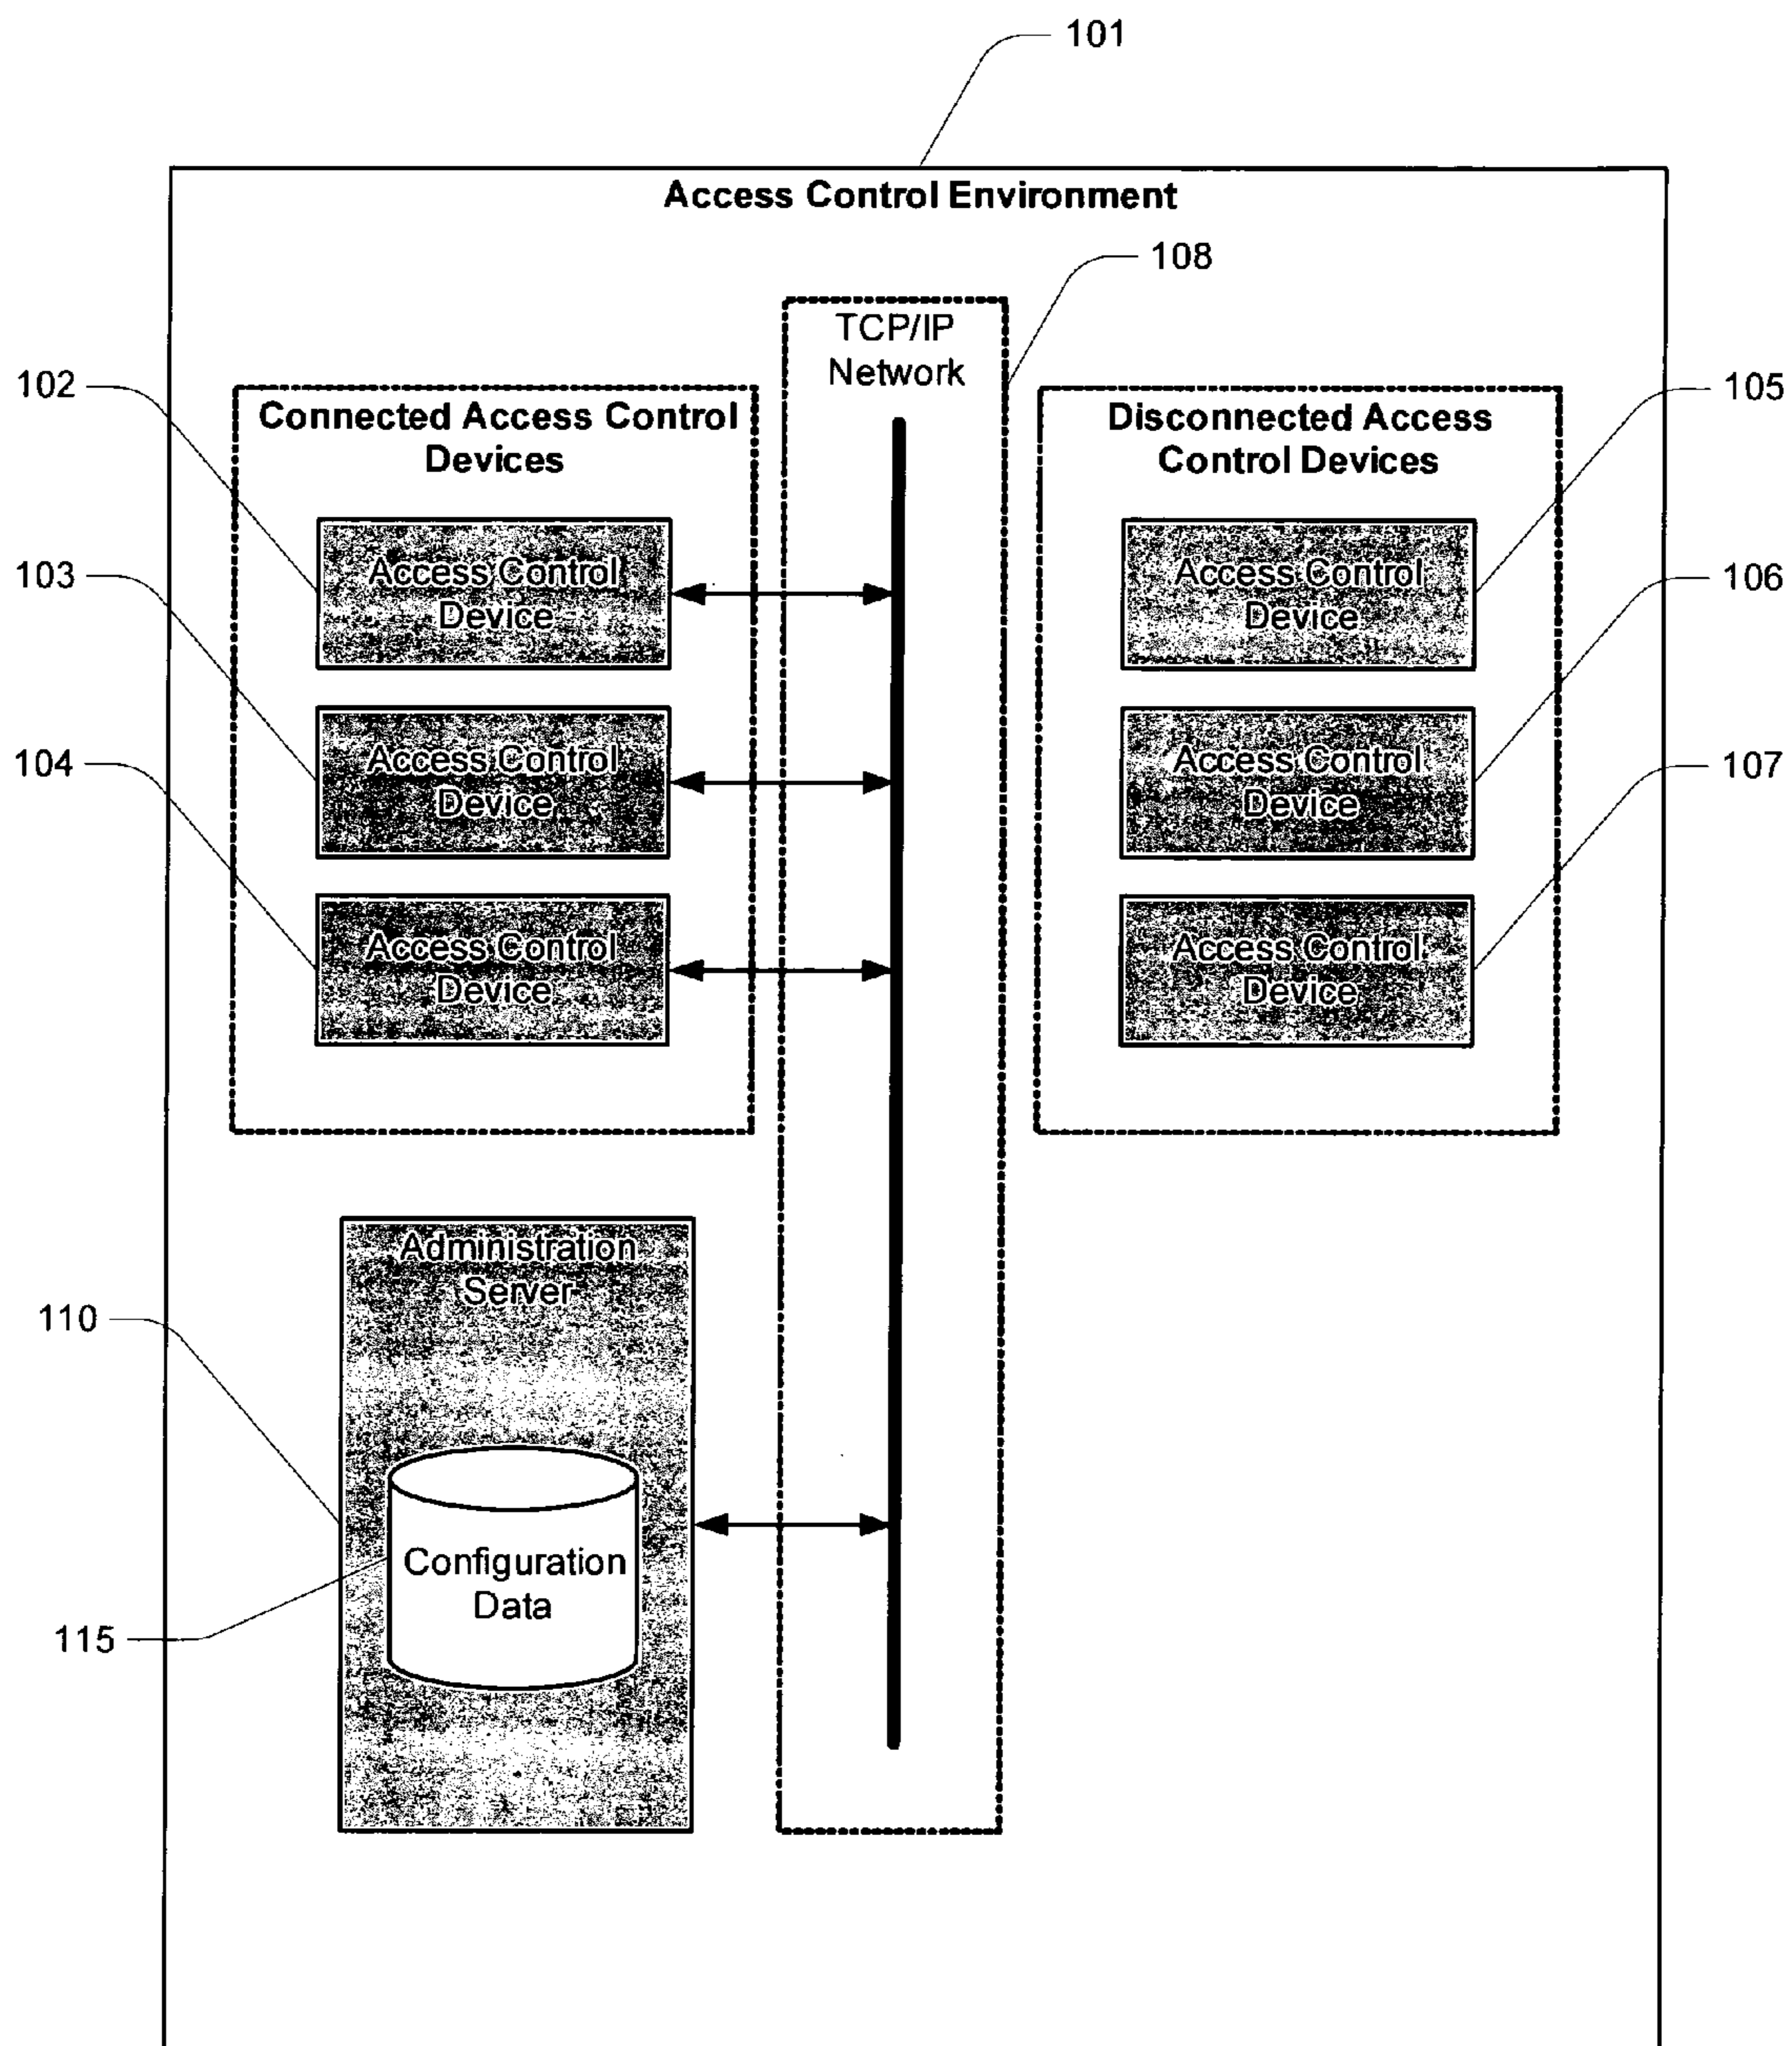 101
Access Control Environment
108
TCP/IP
Network
102
105
Connected Access Control
Devices
Disconnected Access
Control Devices
Access Control
Device
Access Control
Device
103
106
Access Control
Device
Access Control
Device
104
107
Access Control
Device
Access Control
Device
Administration
Server
110
Configuration
Data
115